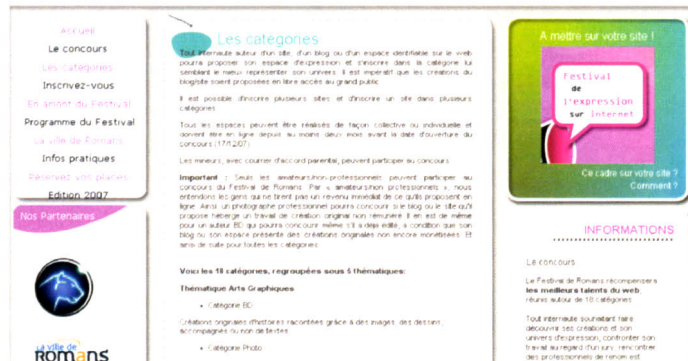 Accueil
Le concours
Les catégories
Inscrivez-vous
En amont du Festival
Programme du Festival
La ville de Romans
Infos pratiques
Réservez vos places
Edition 2007
Nos Partenaires
La Ville de
ROMANS
Les catégories
Tout internaute auteur d'un site, d'un blog ou d'un espace identifiable sur le web
pourra proposer son espace d'expression et s'inscrire dans la catégorie lui
semblant le mieux représenter son univers. Il est impératif que les créations du
blog/site soient proposées en libre accès au grand public.
Il est possible d'inscrire plusieurs sites et d'inscrire un site dans plusieurs
catégories.
Tous les espaces peuvent être réalisés de façon collective ou individuelle et
doivent être en ligne depuis au moins deux mois avant la date d'ouverture du
concours (17/12/07).
Les mineurs, avec courrier d'accord parental, peuvent participer au concours.
Important : Seuls les amateurs/non-professionnels peuvent participer au
concours du Festival de Romans. Par « amateurs/non professionnels », nous
entendons les gens qui ne tirent pas un revenu immédiat de ce qu'ils proposent en
ligne. Ainsi, un photographe professionnel pourra concourir si le blog ou le site qu'il
propose héberge un travail de création original non rémunéré. Il en est de même
pour un auteur BD qui pourra concourir même s'il a déjà édité, à condition que son
blog ou son espace présente des créations originales non encore monétisées. Et
ainsi de suite pour toutes les catégories.
Voici les 18 catégories, regroupées sous 6 thématiques:
Thématique Arts Graphiques
• Catégorie BD:
Créations originales d'histoires racontées grâce à des images, des dessins,
accompagnés ou non de textes.
• Catégorie Photo
A mettre sur votre site !
Festival
de
l'expression
sur internet
Ce cadre sur votre site ?
Comment ?
INFORMATIONS
Le concours
Le Festival de Romans récompensera
les meilleurs talents du web,
réunis autour de 18 catégories.
Tout internaute souhaitant faire
découvrir ses créations et son
univers d'expression, confronter son
travail au regard d'un jury, rencontrer
des professionnels de renom est